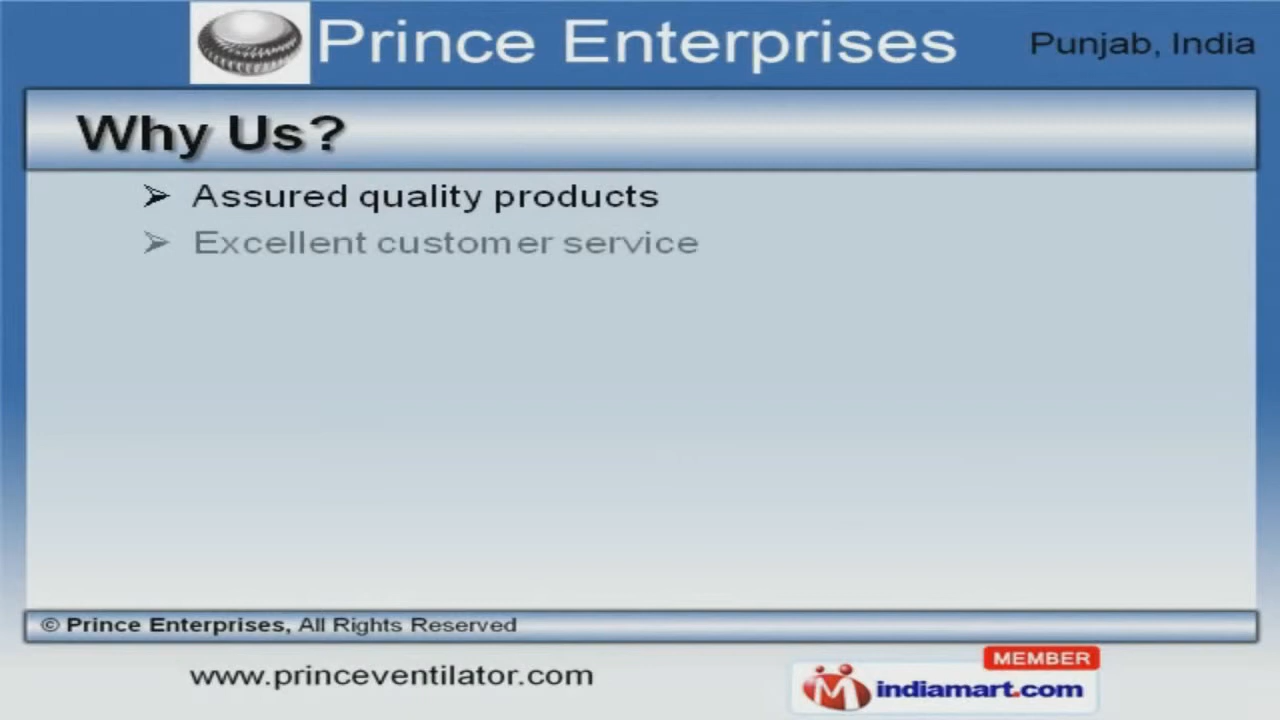 Prince Enterprises
Punjab, India
Why Us?
➢ Assured quality products
➢ Excellent customer service
© Prince Enterprises, All Rights Reserved
www.princeventilator.com
MEMBER
indiamart.com